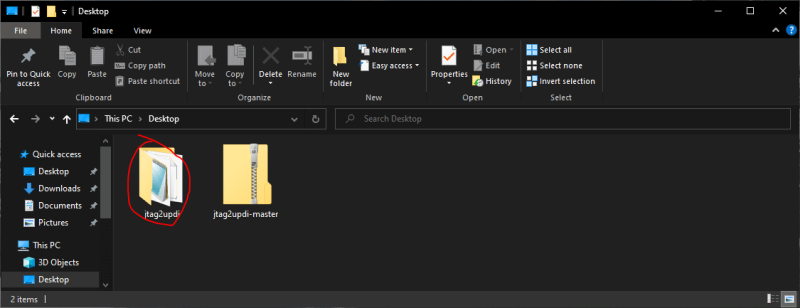 Desktop
File Home Share View
Pin to Quick access
Copy
Paste
Cut
Copy path
Paste shortcut
Clipboard
Move to
Copy to
Delete
Rename
Organize
New folder
New item
Easy access
New
Properties
Open
Edit
History
Open
Select all
Select none
Invert selection
Select
This PC Desktop
Search Desktop
Quick access
Desktop
Downloads
Documents
Pictures
This PC
3D Objects
Desktop
jtag2updi
jtag2updi-master
2 items